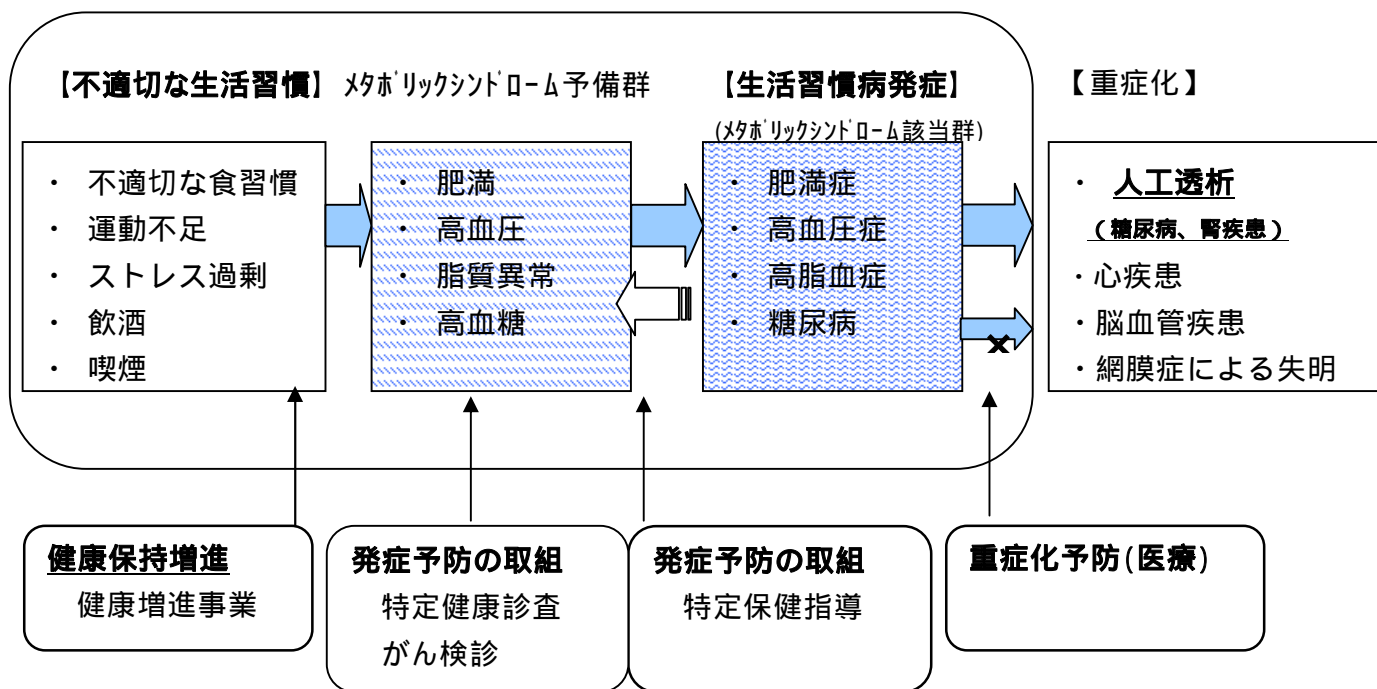 【不適切な生活習慣】
・ 不適切な食習慣
・ 運動不足
・ ストレス過剰
・ 飲酒
・ 喫煙
ﾒﾀﾎﾞﾘｯｸｼﾝﾄﾞﾛｰﾑ予備群
・ 肥満
・ 高血圧
・ 脂質異常
・ 高血糖
【生活習慣病発症】
(ﾒﾀﾎﾞﾘｯｸｼﾝﾄﾞﾛｰﾑ該当群)
・ 肥満症
・ 高血圧症
・ 高脂血症
・ 糖尿病
×
【重症化】
・ 人工透析
（糖尿病、腎疾患）
・心疾患
・脳血管疾患
・網膜症による失明
健康保持増進
健康増進事業
発症予防の取組
特定健康診査
がん検診
発症予防の取組
特定保健指導
重症化予防(医療)